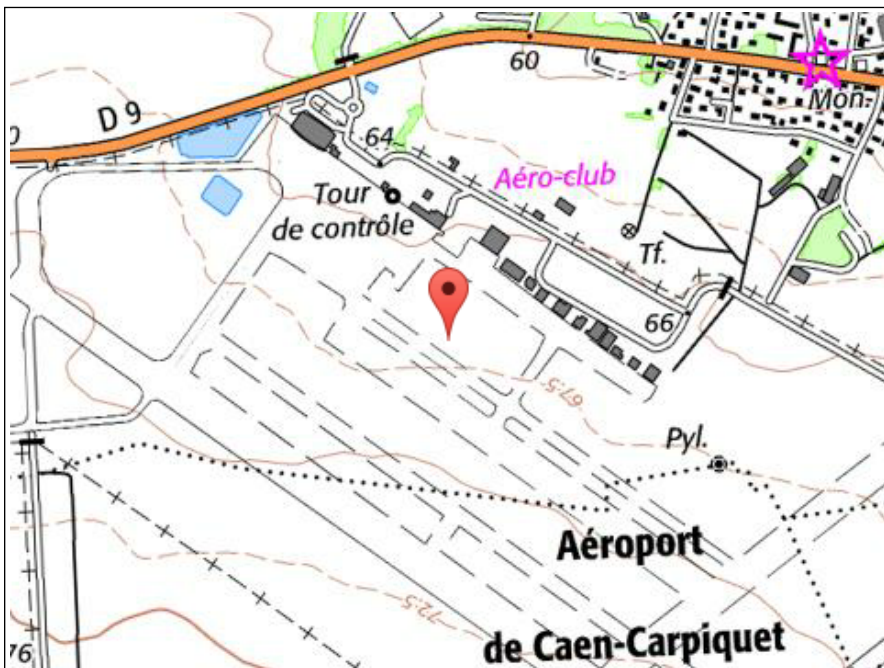 60
Mon.
D 9
0
64
Aéro-club
Tour
de contrôle
Tf.
66
67.5
Pyl.
Aéroport
72.5
de Caen-Carpiquet
76